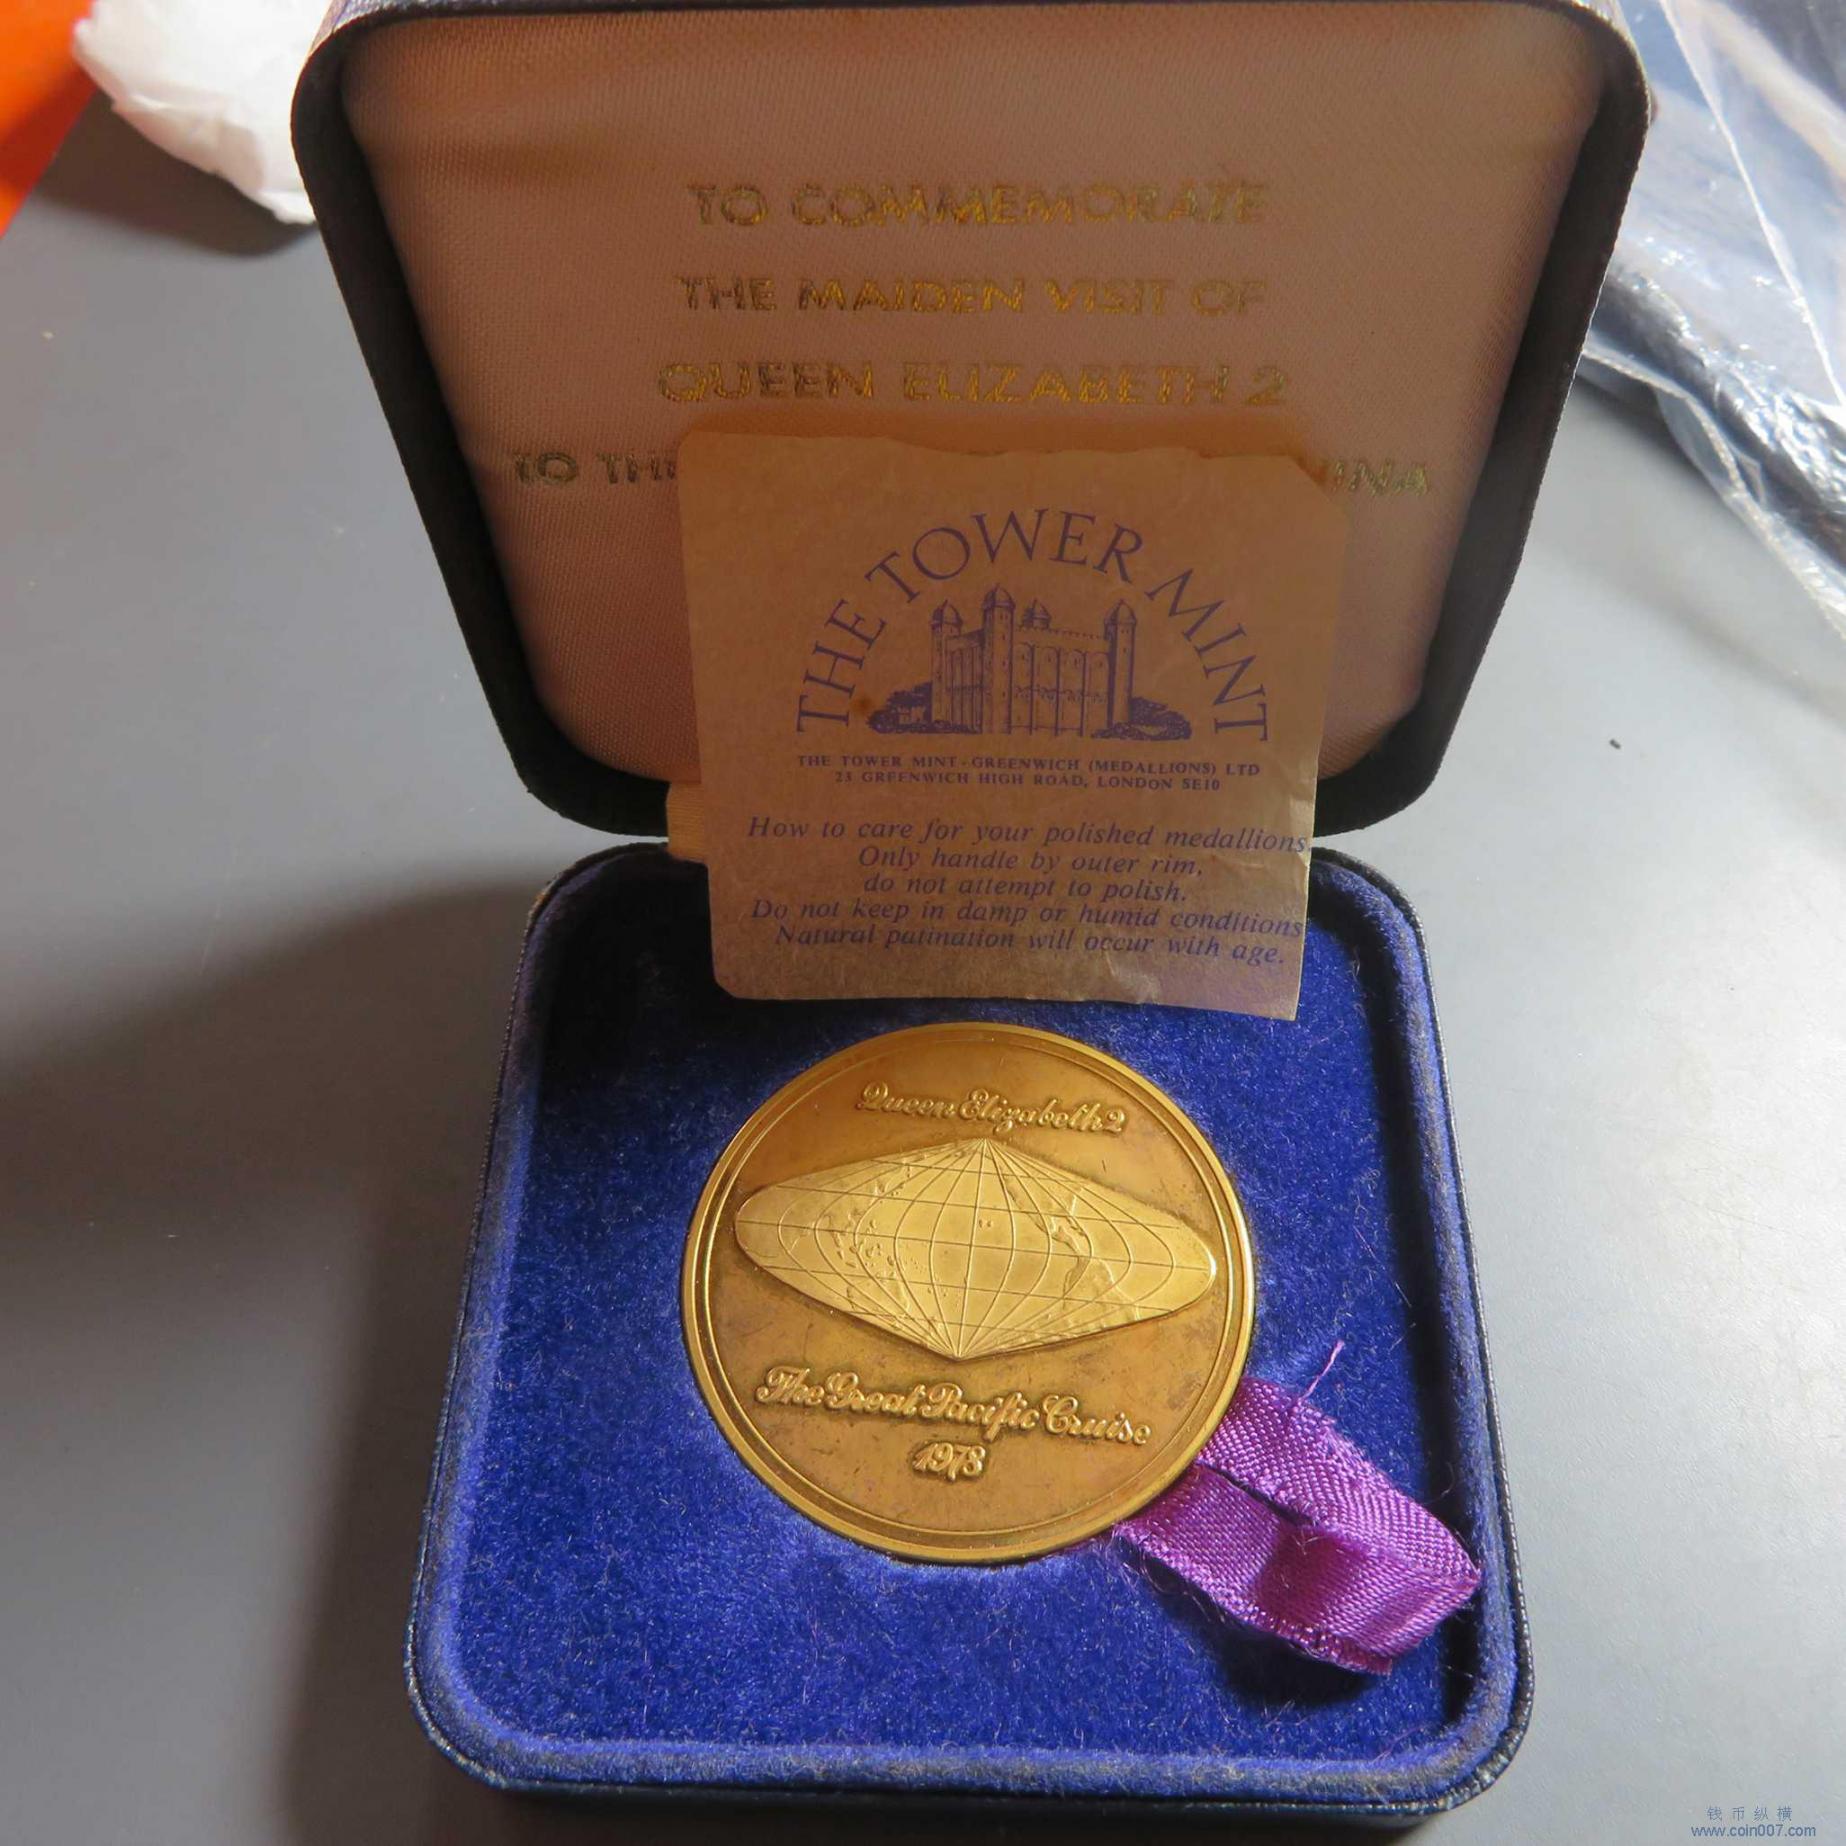 TO COMMEMORATE
THE MAIDEN VISIT OF
QUEEN ELIZABETH 2
TO
THE TOWER MINT
THE TOWER MINT - GREENWICH (MEDALLIONS) LTD
23 GREENWICH HIGH ROAD, LONDON SE10
How to care for your polished medallions
Only handle by outer rim,
do not attempt to polish.
Do not keep in damp or humid conditions
Natural patination will occur with age.
Queen Elizabeth 2
The Great Pacific Cruise
1978
钱币纵横
www.coin007.com